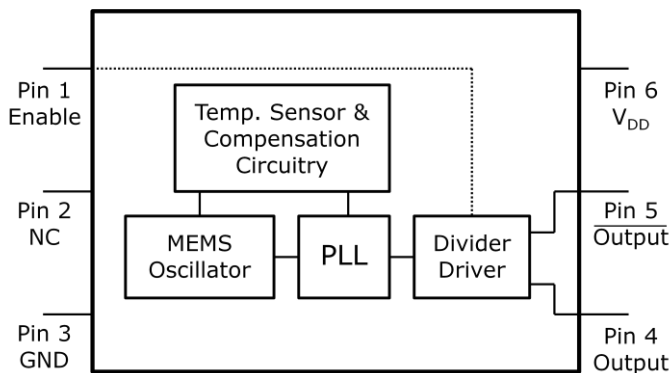 Pin 1
Enable
Pin 2
NC
Pin 3
GND
Temp. Sensor &
Compensation
Circuitry
MEMS
Oscillator
PLL
Divider
Driver
Pin 6
VDD
Pin 5
Output
Pin 4
Output